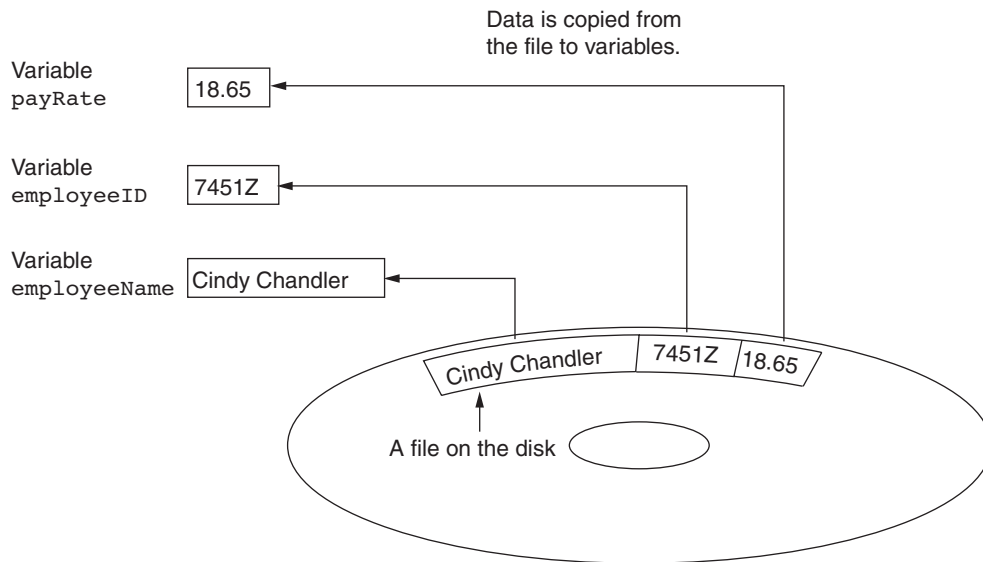 Data is copied from
the file to variables.
Variable
payRate
18.65
Variable
employeeID
7451Z
Variable
employeeName
Cindy Chandler
Cindy Chandler
7451Z
18.65
A file on the disk